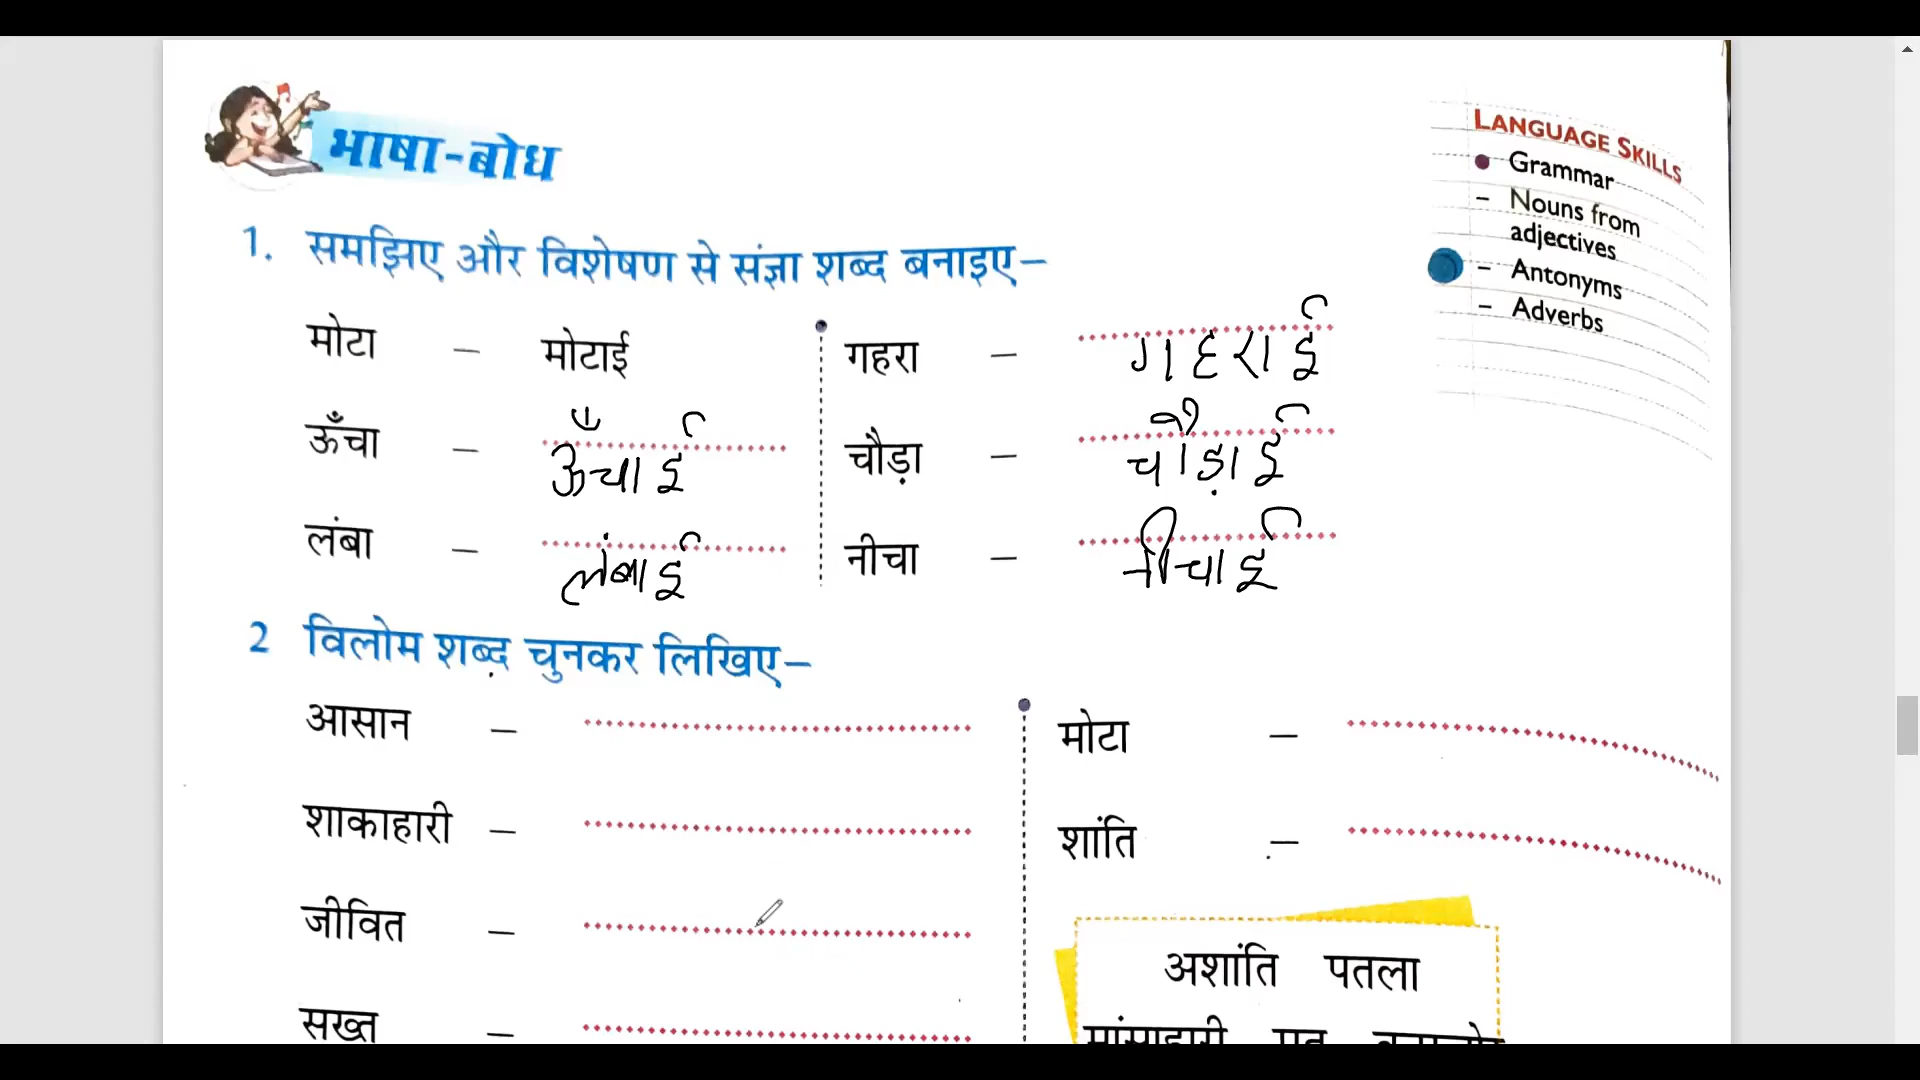 भाषा-बोध
LANGUAGE SKILLS
Grammar
– Nouns from
adjectives
– Antonyms
– Adverbs
1. समझिए और विशेषण से संज्ञा शब्द बनाइए–
मोटा – मोटाई गहरा – गहराई
ऊँचा – ऊँचाई चौड़ा – चौड़ाई
लंबा – लंबाई नीचा – नीचाई
2 विलोम शब्द चुनकर लिखिए–
आसान – मोटा –
शाकाहारी – शांति –
जीवित –
अशांति पतला
सख्त –
मांसाहारी